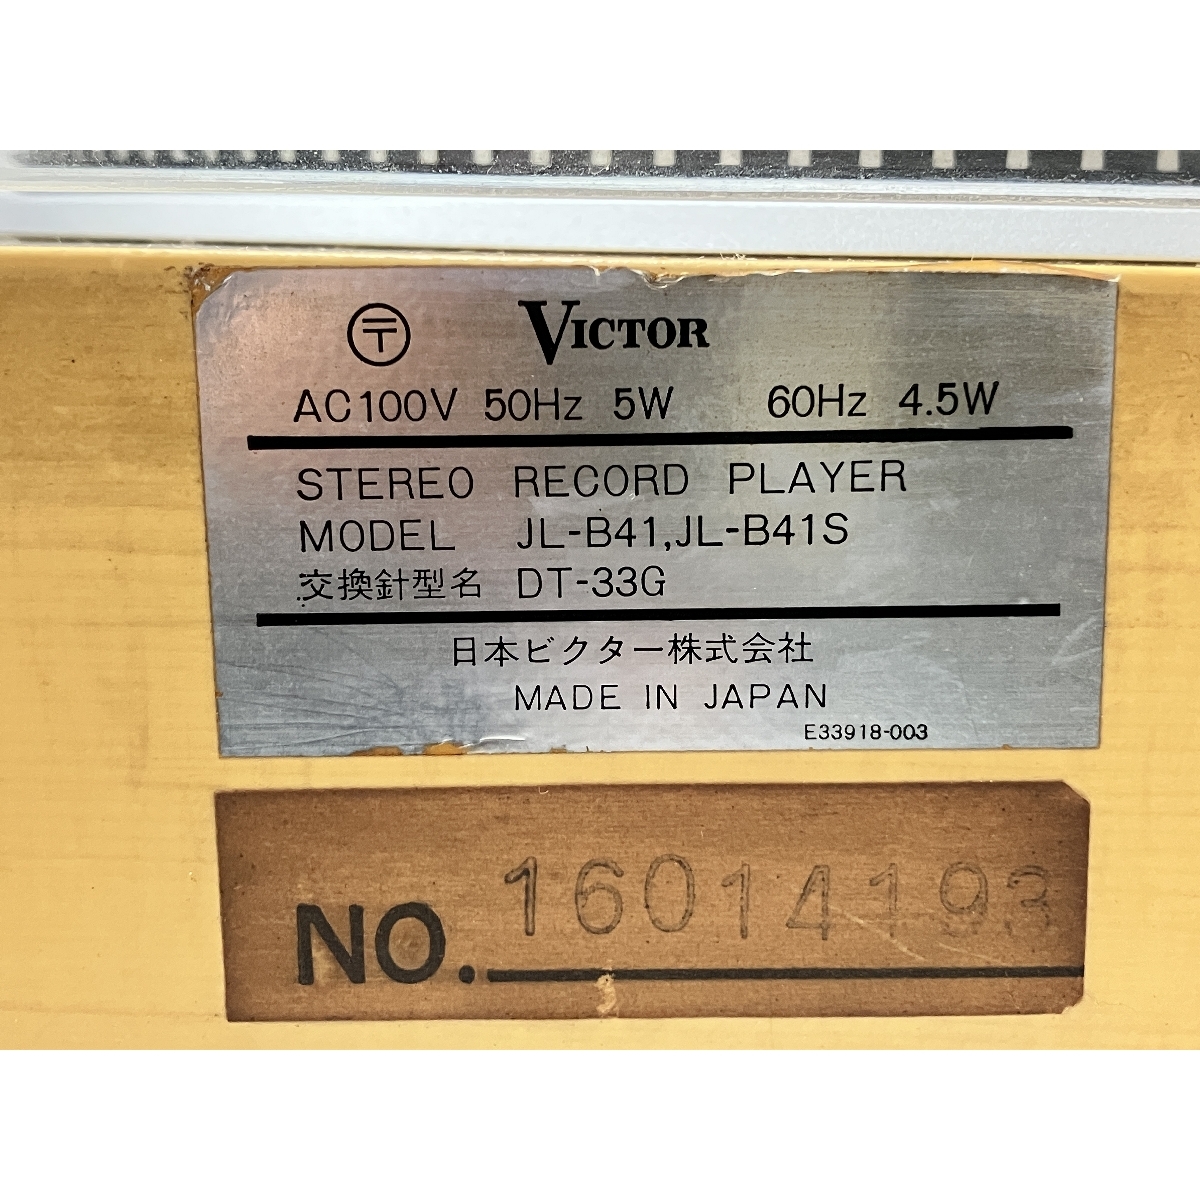 〒 VICTOR
AC100V 50Hz 5W 60Hz 4.5W
STEREO RECORD PLAYER
MODEL JL-B41,JL-B41S
交換針型名 DT-33G
日本ビクター株式会社
MADE IN JAPAN
E33918-003
NO. 16014193